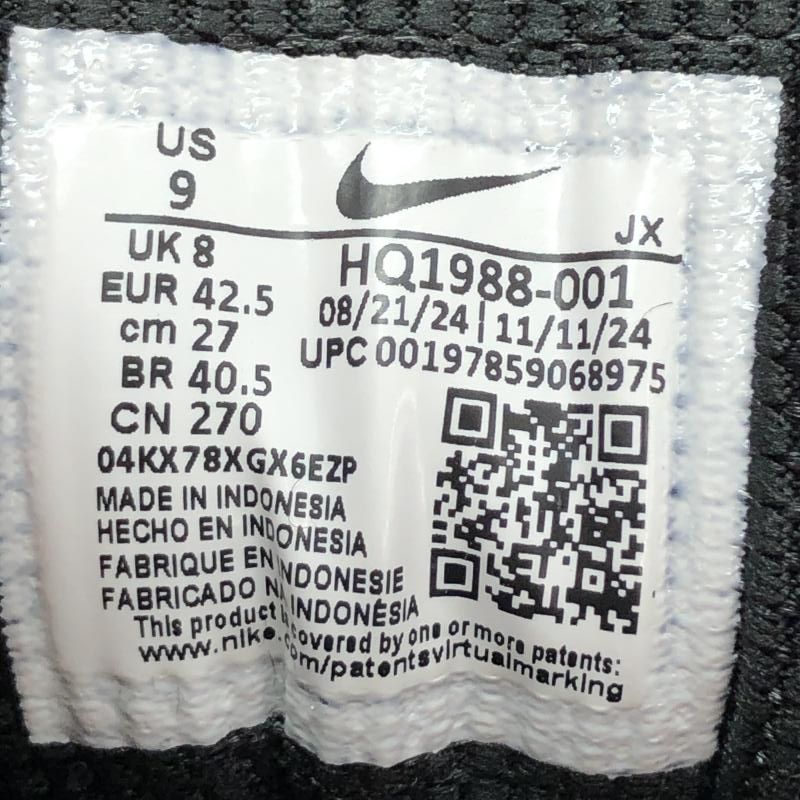 US
9
JX
UK 8
EUR 42.5
cm 27
BR 40.5
CN 270
HQ1988-001
08/21/24 | 11/11/24
UPC 00197859068975
04KX78XGX6EZP
MADE IN INDONESIA
HECHO EN INDONESIA
FABRIQUE EN INDONESIE
FABRICADO NA INDONÉSIA
This product is covered by one or more patents:
www.nike.com/patentsvirtualmarking